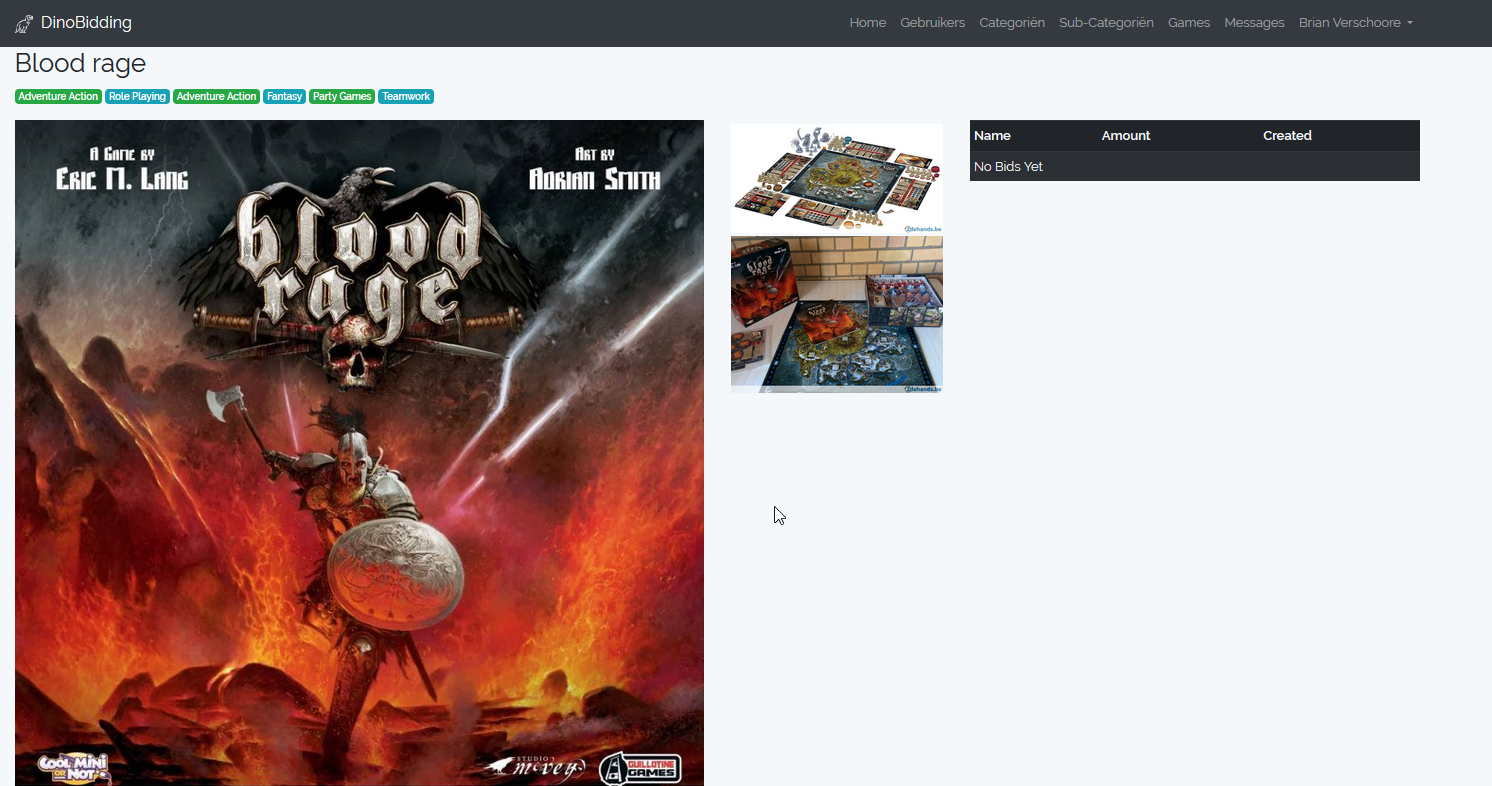 DinoBidding Home Gebruikers Categoriën Sub-Categoriën Games Messages Brian Verschoore
Blood rage
Adventure Action Role Playing Adventure Action Fantasy Party Games Teamwork
A Game by
Eric M. Lang
Art by
Adrian Smith
blood
rage
COOL MINI
OR NOT
STUDIO
McVey
GUILLOTINE
GAMES
2dehands.be
blood
rage
2dehands.be
Name Amount Created
No Bids Yet